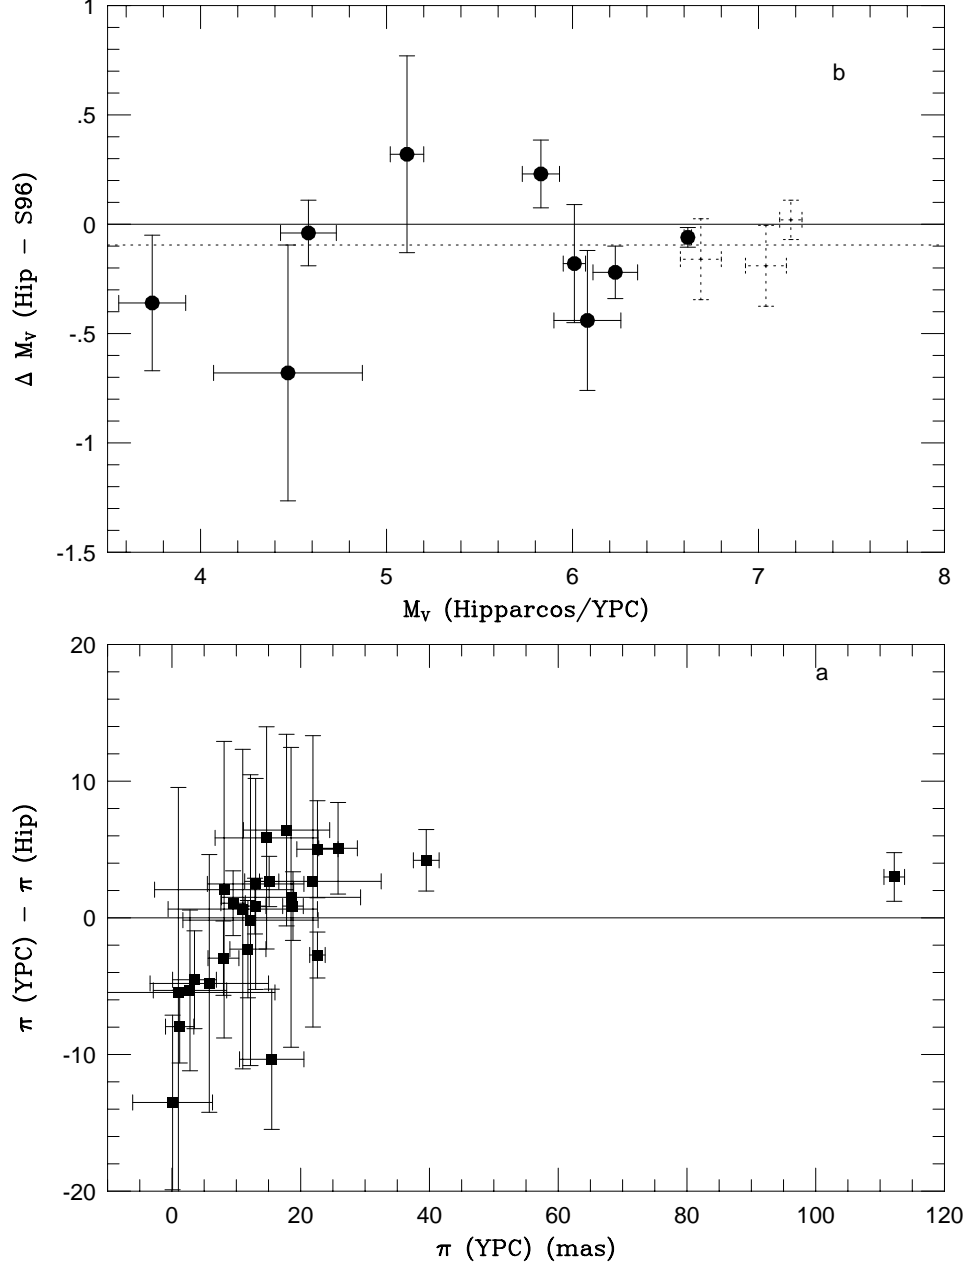 1
.5
0
-.5
-1
-1.5
Δ M_V (Hip − S96)
b
4 5 6 7 8
M_V (Hipparcos/YPC)
20
10
0
-10
-20
π (YPC) − π (Hip)
a
0 20 40 60 80 100 120
π (YPC) (mas)